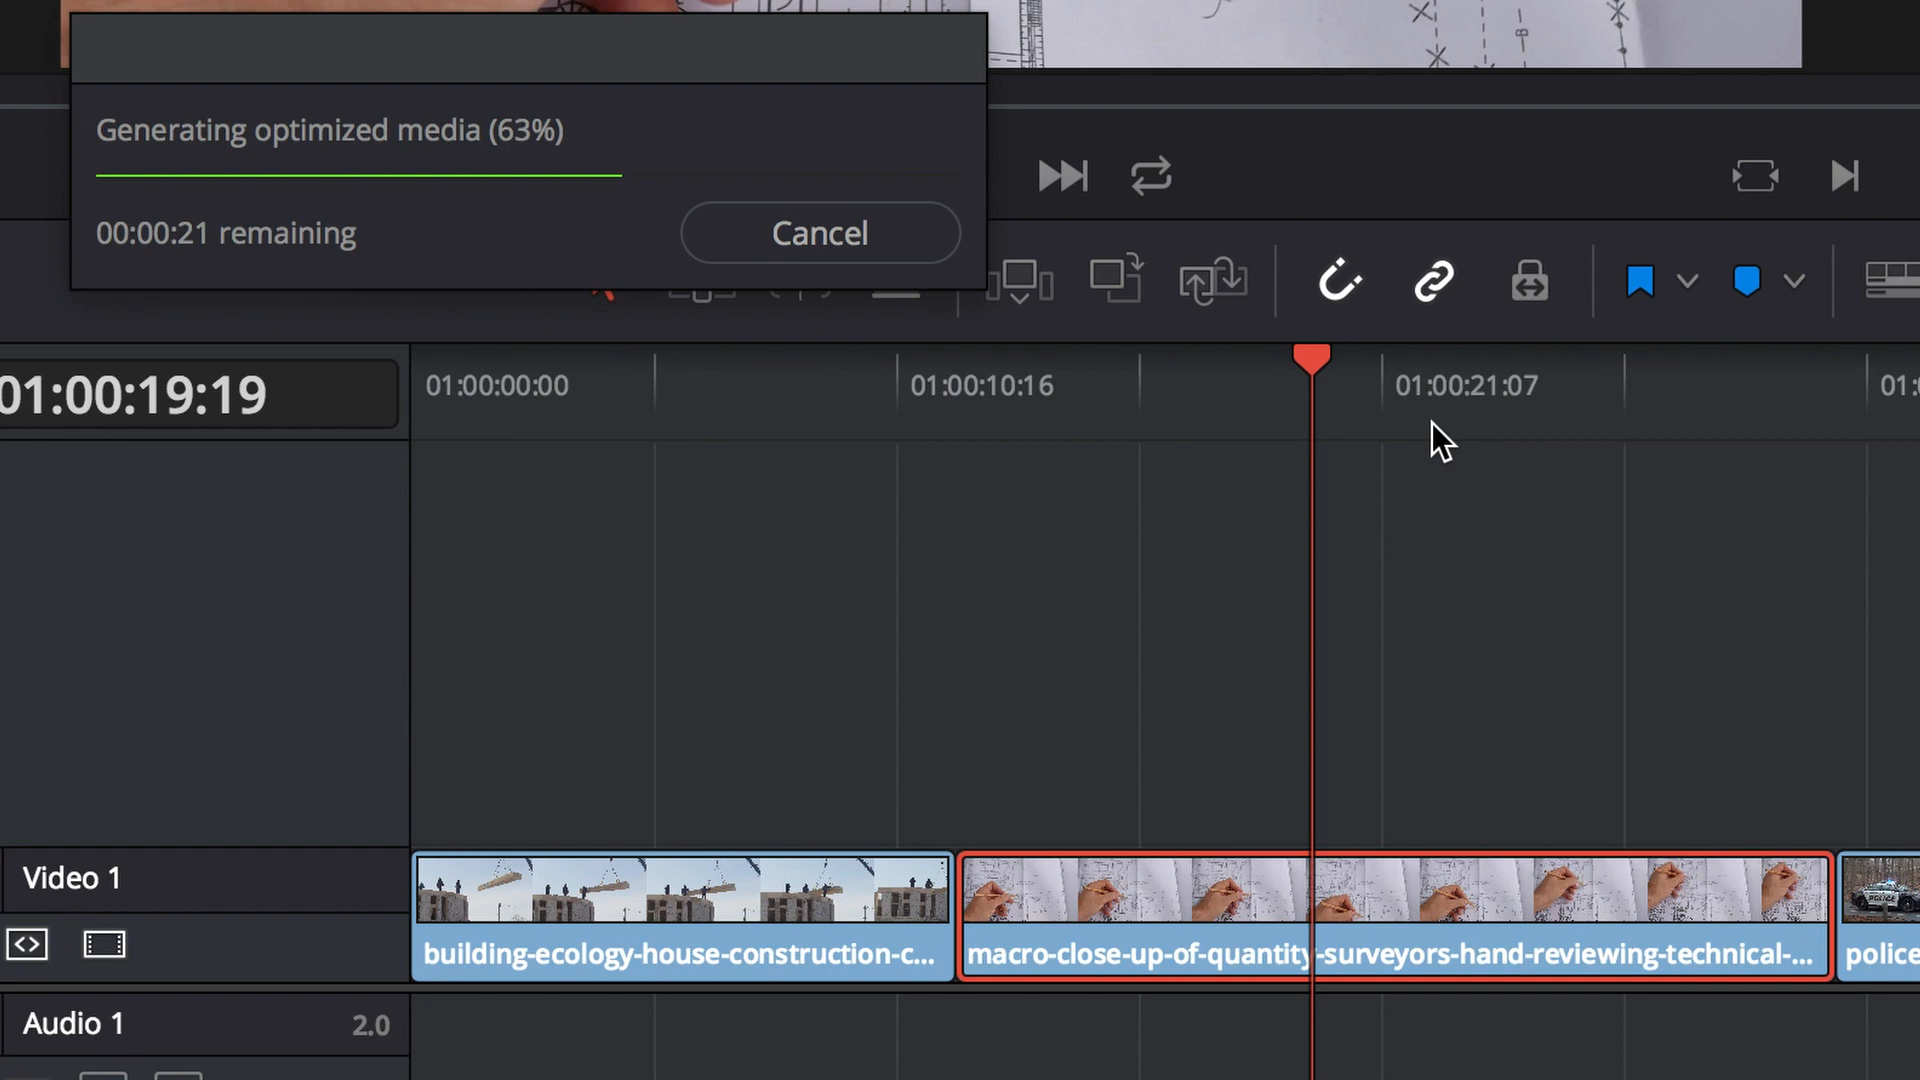 Generating optimized media (63%)
00:00:21 remaining
Cancel
01:00:19:19
01:00:00:00
01:00:10:16
01:00:21:07
01:
Video 1
building-ecology-house-construction-c...
macro-close-up-of-quantity-surveyors-hand-reviewing-technical-...
police
Audio 1
2.0